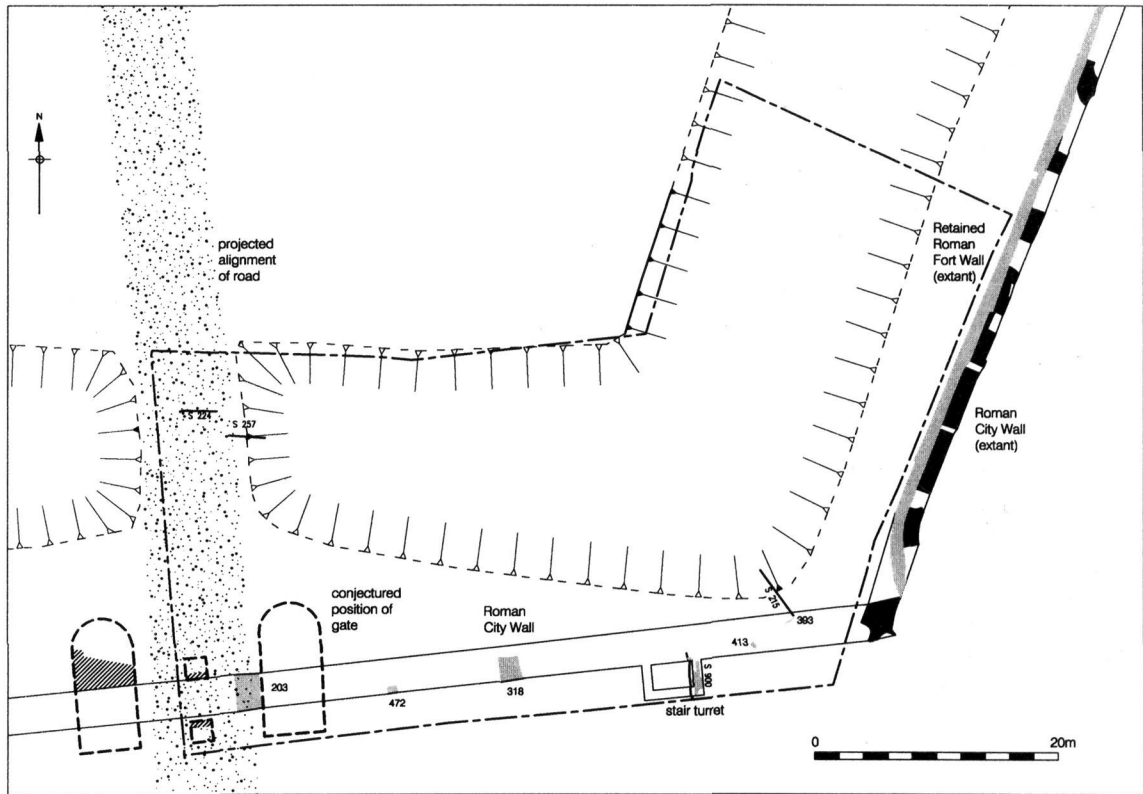 N
projected
alignment
of road
Retained
Roman
Fort Wall
(extant)
S 224
S 257
Roman
City Wall
(extant)
conjectured
position of
gate
Roman
City Wall
S 215
393
413
203
472
318
S 900
stair turret
0
20m